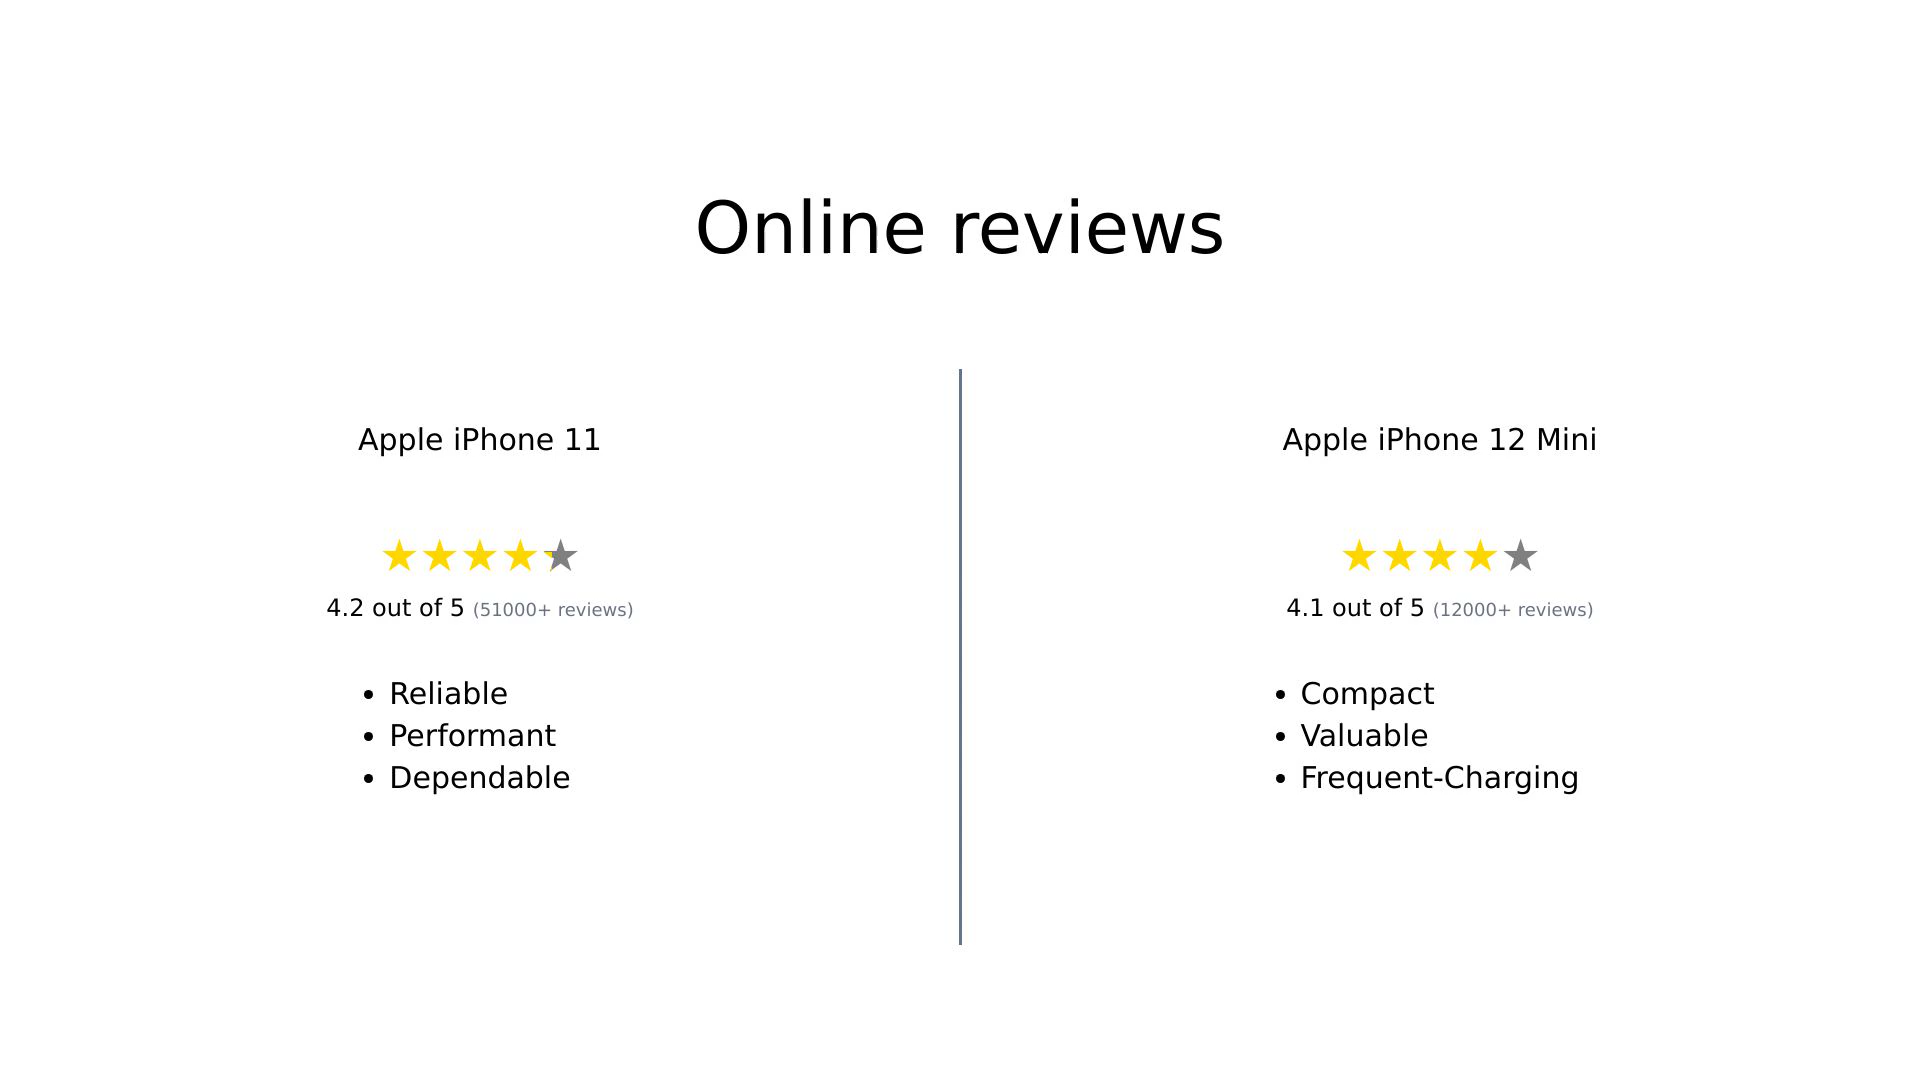 Online reviews
Apple iPhone 11
4.2 out of 5 (51000+ reviews)
• Reliable
• Performant
• Dependable
Apple iPhone 12 Mini
4.1 out of 5 (12000+ reviews)
• Compact
• Valuable
• Frequent-Charging